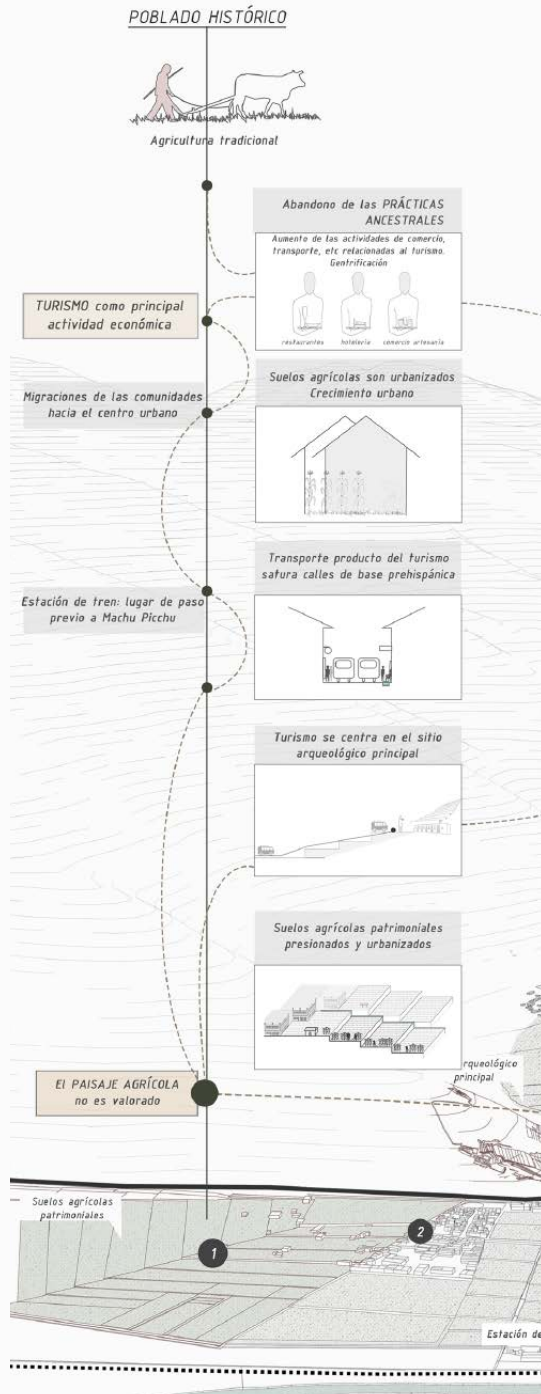 POBLADO HISTÓRICO
Agricultura tradicional
Abandono de las PRÁCTICAS
ANCESTRALES
Aumento de las actividades de comercio,
transporte, etc relacionadas al turismo.
Gentrificación
restaurantes
hotelería
comercio artesanía
TURISMO como principal
actividad económica
Suelos agrícolas son urbanizados
Crecimiento urbano
Migraciones de las comunidades
hacia el centro urbano
Transporte producto del turismo
satura calles de base prehispánica
Estación de tren: lugar de paso
previo a Machu Picchu
Turismo se centra en el sitio
arqueológico principal
Suelos agrícolas patrimoniales
presionados y urbanizados
rqueológico
principal
El PAISAJE AGRÍCOLA
no es valorado
Suelos agrícolas
patrimoniales
1
2
Estación de